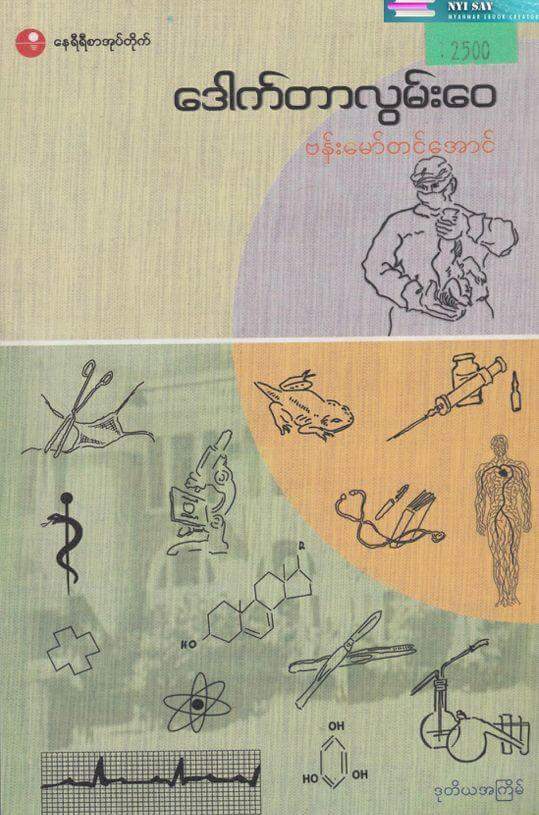 NYI SAY
MYANMAR EBOOK CREATOR
နေရီရီစာအုပ်တိုက်
: 2500
ဒေါက်တာလွမ်းဝေ
ဗန်းမော်တင်အောင်
R
HO
OH
HO
OH
ဒုတိယအကြိမ်